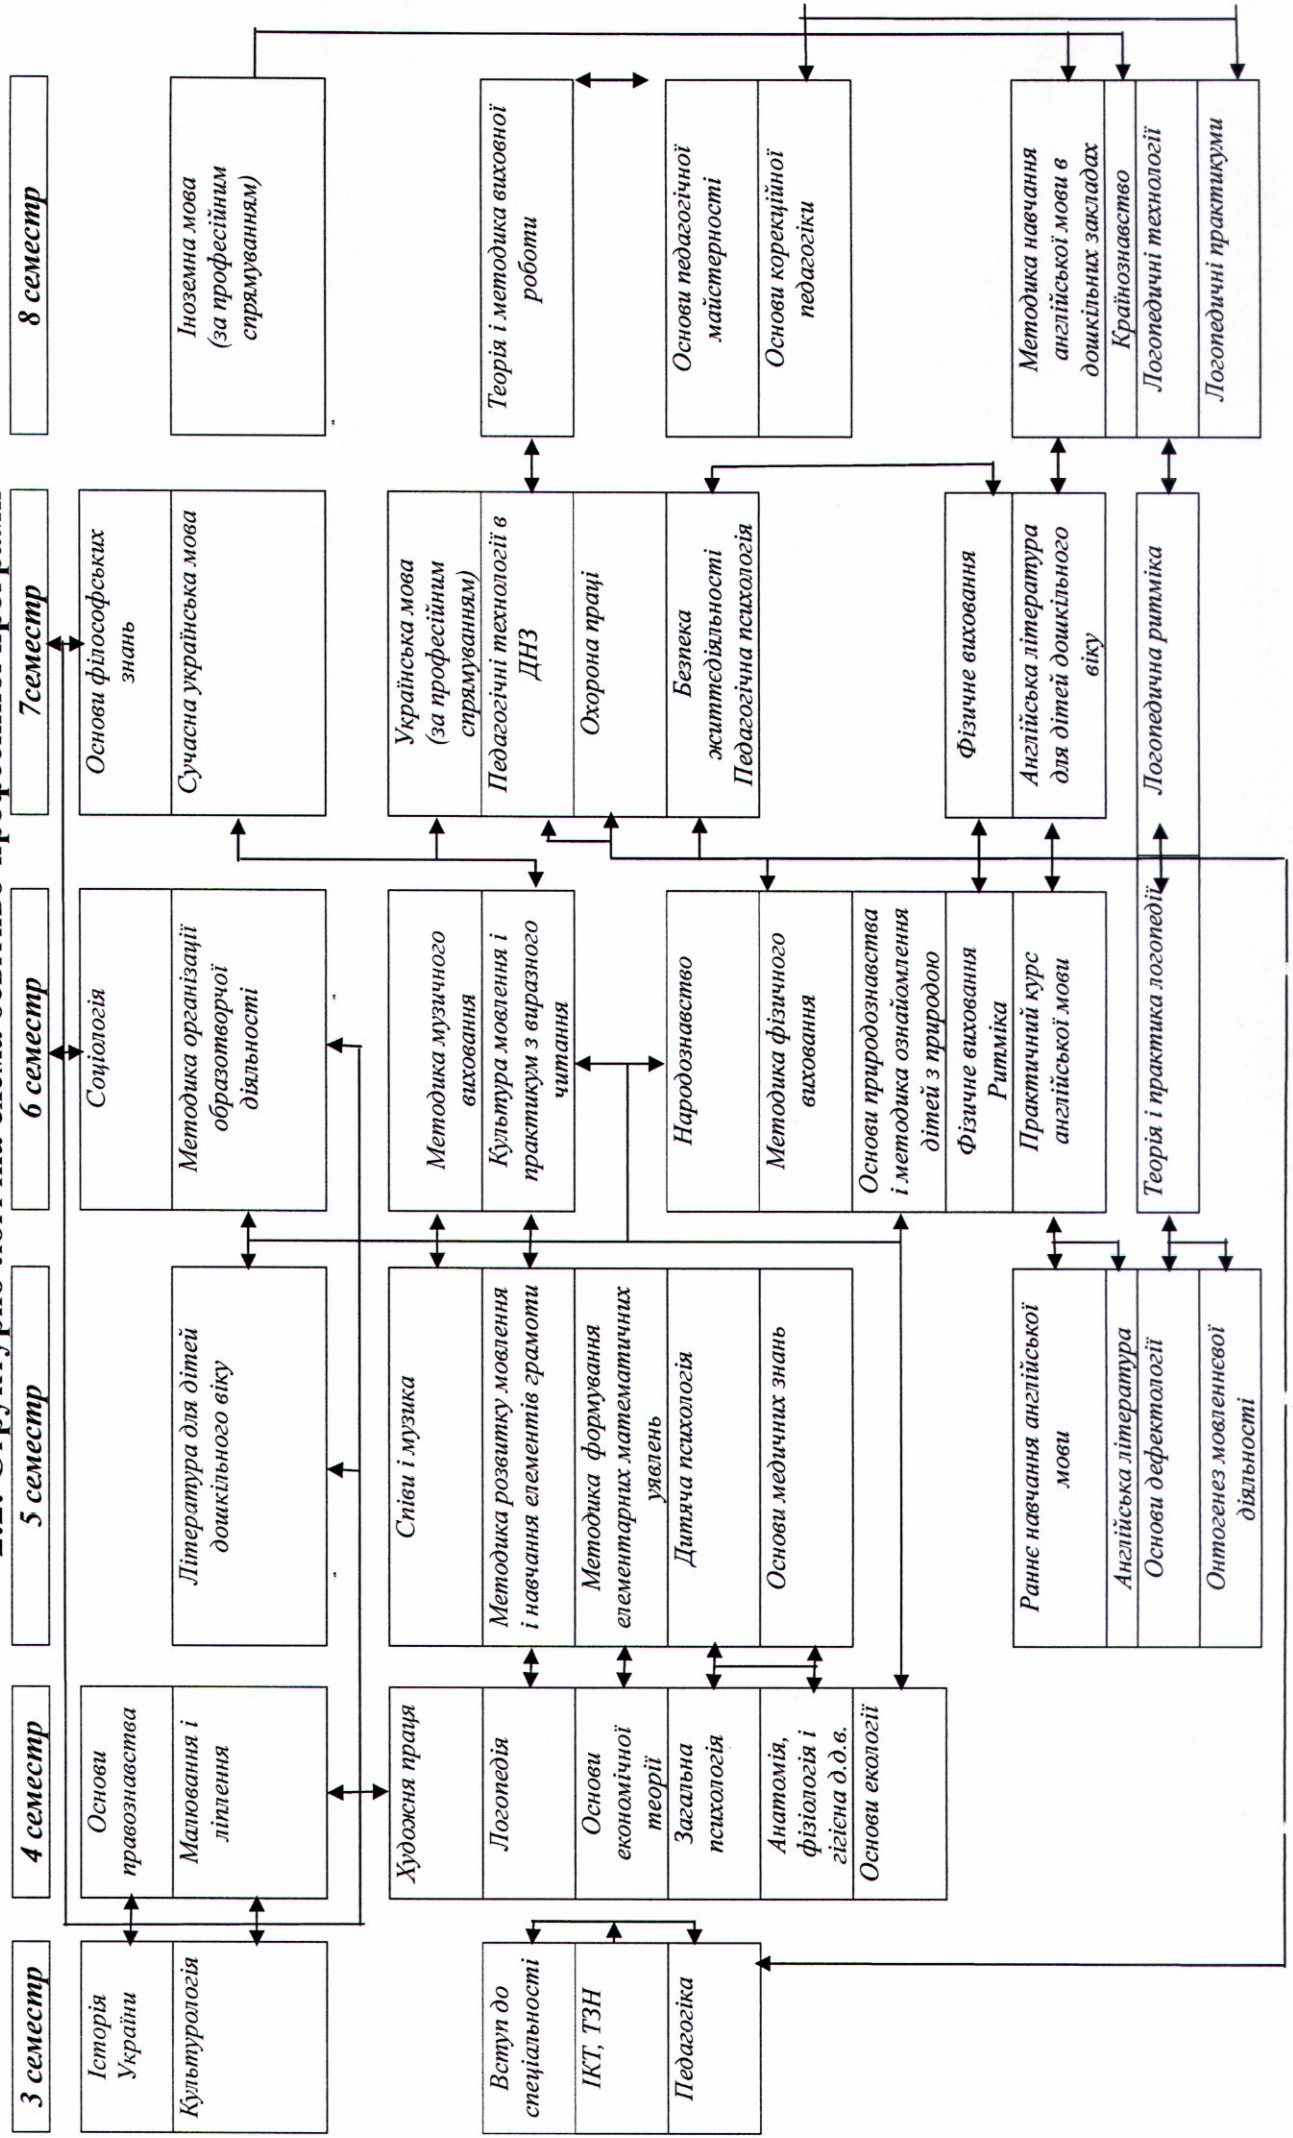 2.2. Структурно-логічна схема освітньо-професійної програми
3 семестр
Історія
України
Культурологія
Вступ до
спеціальності
ІКТ, ТЗН
Педагогіка
4 семестр
Основи
правознавства
Малювання і
ліплення
Художня праця
Логопедія
Основи
економічної
теорії
Загальна
психологія
Анатомія,
фізіологія і
гігієна д.д.в.
Основи екології
5 семестр
Література для дітей
дошкільного віку
Співи і музика
Методика розвитку мовлення
і навчання елементів грамоти
Методика формування
елементарних математичних
уявлень
Дитяча психологія
Основи медичних знань
Раннє навчання англійської
мови
Англійська література
Основи дефектології
Онтогенез мовленнєвої
діяльності
6 семестр
Соціологія
Методика організації
образотворчої
діяльності
Методика музичного
виховання
Культура мовлення і
практикум з виразного
читання
Народознавство
Методика фізичного
виховання
Основи природознавства
і методика ознайомлення
дітей з природою
Фізичне виховання
Ритміка
Практичний курс
англійської мови
Теорія і практика логопедії
7семестр
Основи філософських
знань
Сучасна українська мова
Українська мова
(за професійним
спрямуванням)
Педагогічні технології в
ДНЗ
Охорона праці
Безпека
життєдіяльності
Педагогічна психологія
Фізичне виховання
Англійська література
для дітей дошкільного
віку
Логопедична ритміка
8 семестр
Іноземна мова
(за професійним
спрямуванням)
Теорія і методика виховної
роботи
Основи педагогічної
майстерності
Основи корекційної
педагогіки
Методика навчання
англійської мови в
дошкільних закладах
Країнознавство
Логопедичні технології
Логопедичні практикуми